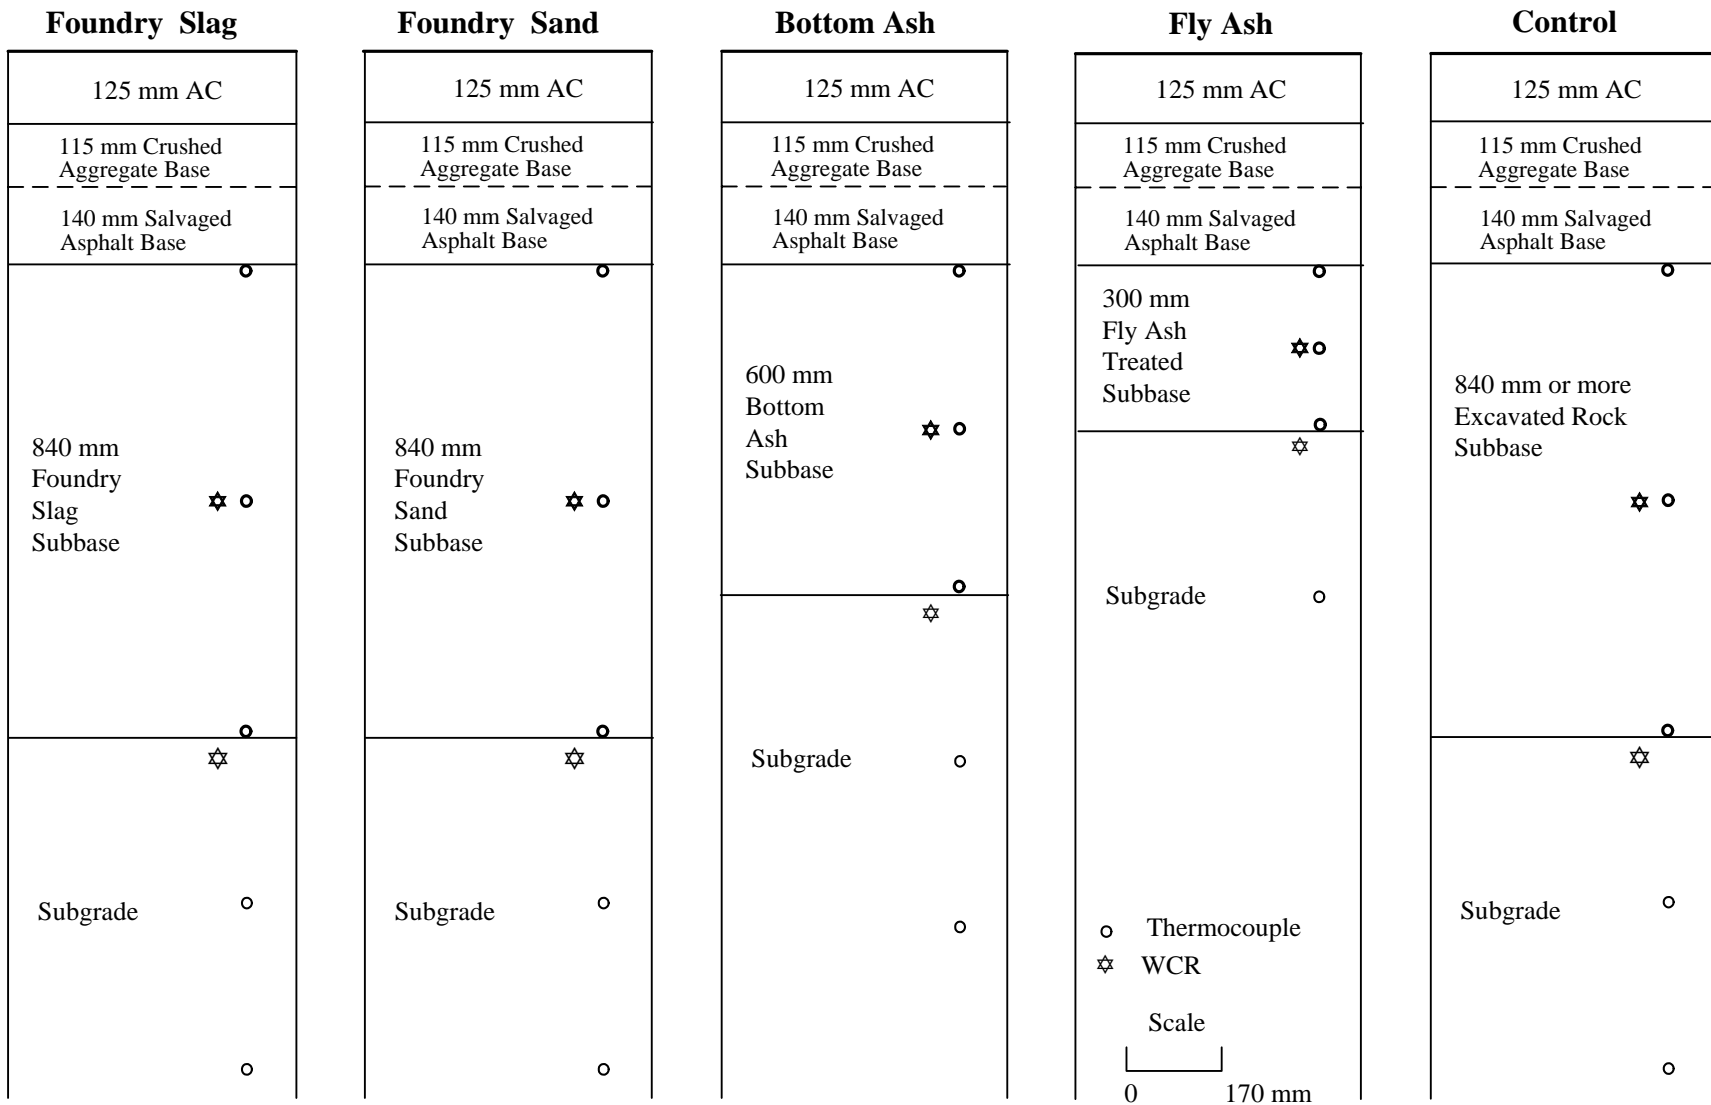 Foundry Slag
125 mm AC
115 mm Crushed
Aggregate Base
140 mm Salvaged
Asphalt Base
840 mm
Foundry
Slag
Subbase
Subgrade
Foundry Sand
125 mm AC
115 mm Crushed
Aggregate Base
140 mm Salvaged
Asphalt Base
840 mm
Foundry
Sand
Subbase
Subgrade
Bottom Ash
125 mm AC
115 mm Crushed
Aggregate Base
140 mm Salvaged
Asphalt Base
600 mm
Bottom
Ash
Subbase
Subgrade
Fly Ash
125 mm AC
115 mm Crushed
Aggregate Base
140 mm Salvaged
Asphalt Base
300 mm
Fly Ash
Treated
Subbase
Subgrade
Thermocouple
WCR
Scale
0 170 mm
Control
125 mm AC
115 mm Crushed
Aggregate Base
140 mm Salvaged
Asphalt Base
840 mm or more
Excavated Rock
Subbase
Subgrade